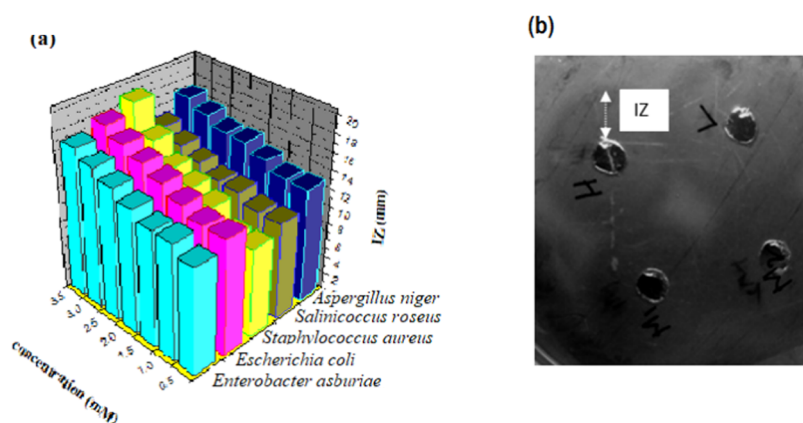 (a)
(b)
20
18
16
14
12
10
8
6
4
2
IZ (mm)
IZ
V
H
M
Aspergillus niger
Salinicoccus roseus
Staphylococcus aureus
Escherichia coli
Enterobacter asburiae
3.5
3.0
2.5
2.0
1.5
1.0
0.5
concentration (mM)